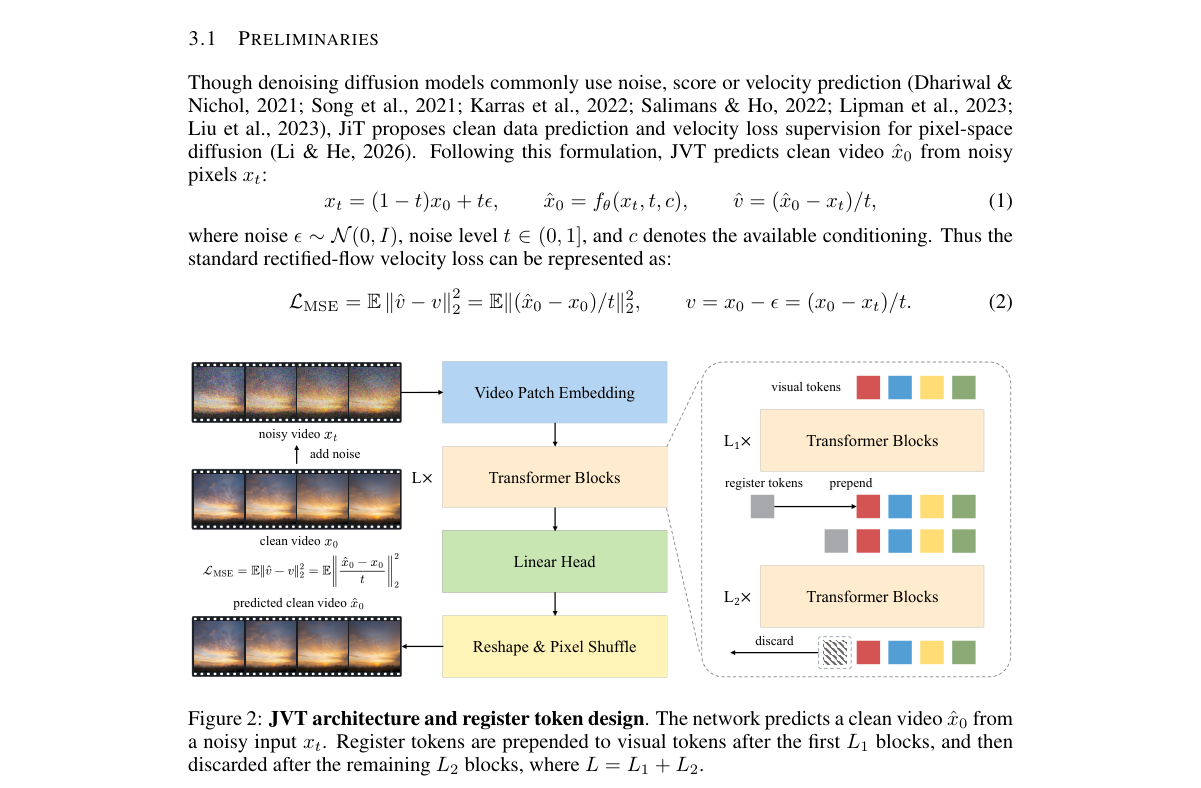 3.1 PRELIMINARIES
Though denoising diffusion models commonly use noise, score or velocity prediction (Dhariwal &
Nichol, 2021; Song et al., 2021; Karras et al., 2022; Salimans & Ho, 2022; Lipman et al., 2023;
Liu et al., 2023), JiT proposes clean data prediction and velocity loss supervision for pixel-space
diffusion (Li & He, 2026). Following this formulation, JVT predicts clean video x̂₀ from noisy
pixels xₜ:
xₜ = (1 − t)x₀ + tϵ, x̂₀ = f_θ(xₜ, t, c), v̂ = (x̂₀ − xₜ)/t, (1)
where noise ϵ ∼ 𝒩(0, I), noise level t ∈ (0, 1], and c denotes the available conditioning. Thus the
standard rectified-flow velocity loss can be represented as:
ℒ_MSE = 𝔼 ‖v̂ − v‖₂² = 𝔼‖(x̂₀ − x₀)/t‖₂², v = x₀ − ϵ = (x₀ − xₜ)/t. (2)
noisy video xₜ
add noise
clean video x₀
ℒ_MSE = 𝔼‖v̂ − v‖₂² = 𝔼‖(x̂₀ − x₀)/t‖₂²
predicted clean video x̂₀
Video Patch Embedding
L×
Transformer Blocks
Linear Head
Reshape & Pixel Shuffle
visual tokens
L₁×
Transformer Blocks
register tokens
prepend
L₂×
Transformer Blocks
discard
Figure 2: JVT architecture and register token design. The network predicts a clean video x̂₀ from
a noisy input xₜ. Register tokens are prepended to visual tokens after the first L₁ blocks, and then
discarded after the remaining L₂ blocks, where L = L₁ + L₂.